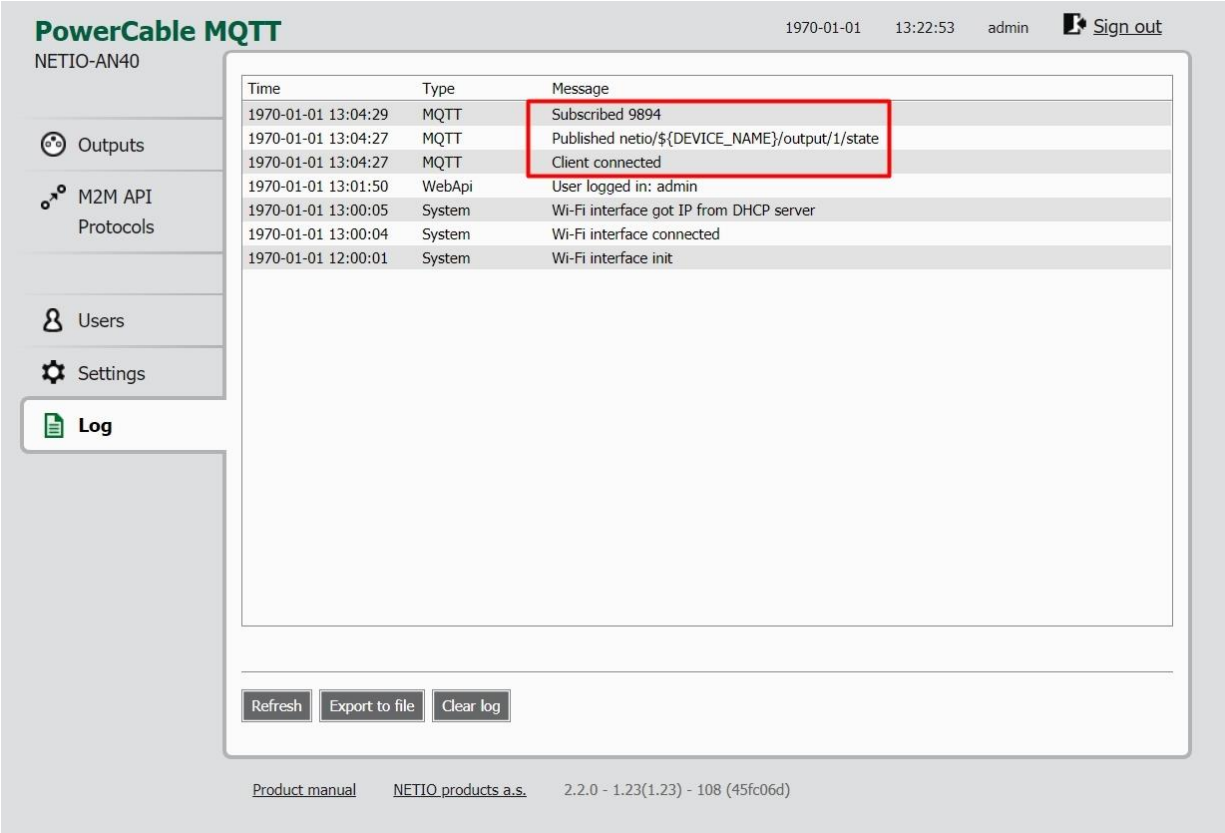 PowerCable MQTT
NETIO-AN40
1970-01-01 13:22:53 admin Sign out
Outputs
M2M API
Protocols
Users
Settings
Log
Time Type Message
1970-01-01 13:04:29 MQTT Subscribed 9894
1970-01-01 13:04:27 MQTT Published netio/${DEVICE_NAME}/output/1/state
1970-01-01 13:04:27 MQTT Client connected
1970-01-01 13:01:50 WebApi User logged in: admin
1970-01-01 13:00:05 System Wi-Fi interface got IP from DHCP server
1970-01-01 13:00:04 System Wi-Fi interface connected
1970-01-01 12:00:01 System Wi-Fi interface init
Refresh Export to file Clear log
Product manual NETIO products a.s. 2.2.0 - 1.23(1.23) - 108 (45fc06d)